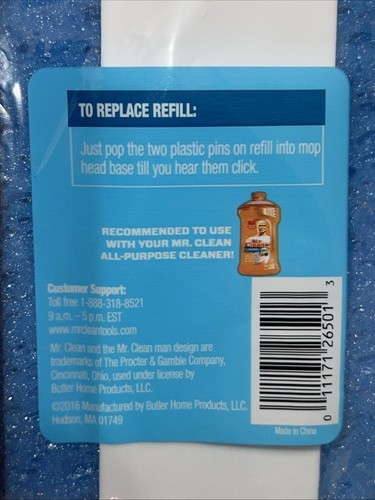 TO REPLACE REFILL:
Just pop the two plastic pins on refill into mop
head base till you hear them click.
RECOMMENDED TO USE
WITH YOUR MR. CLEAN
ALL-PURPOSE CLEANER!
Customer Support:
Toll free 1-888-318-8521
9 a.m. - 5 p.m. EST
www.mrcleantools.com
Mr. Clean and the Mr. Clean man design are
trademarks of The Procter & Gamble Company,
Cincinnati, Ohio, used under license by
Butler Home Products, LLC.
©2016 Manufactured by Butler Home Products, LLC.
Hudson, MA 01749
0 11171 26501 3
Made in China